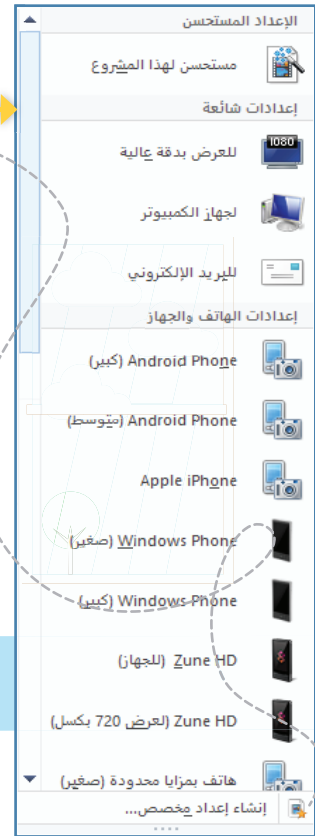 الإعداد المستحسن
مستحسن لهذا المشروع
إعدادات شائعة
1080
للعرض بدقة عالية
لجهاز الكمبيوتر
للبريد الإلكتروني
إعدادات الهاتف والجهاز
Android Phone (كبير)
Android Phone (متوسط)
Apple iPhone
Windows Phone (صغير)
Windows Phone (كبير)
Zune HD (للجهاز)
Zune HD (لعرض 720 بكسل)
هاتف بمزايا محدودة (صغير)
إنشاء إعداد مخصص...